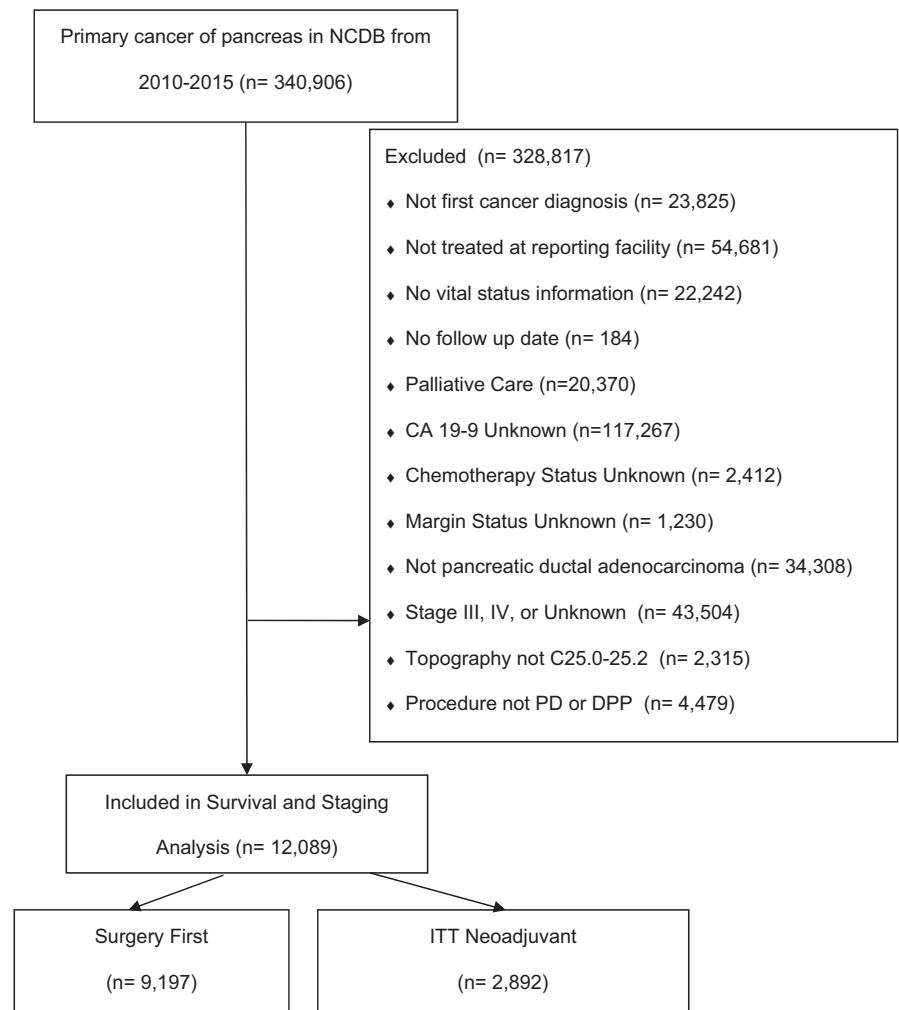 Primary cancer of pancreas in NCDB from
2010-2015 (n= 340,906)
Excluded (n= 328,817)
♦ Not first cancer diagnosis (n= 23,825)
♦ Not treated at reporting facility (n= 54,681)
♦ No vital status information (n= 22,242)
♦ No follow up date (n= 184)
♦ Palliative Care (n=20,370)
♦ CA 19-9 Unknown (n=117,267)
♦ Chemotherapy Status Unknown (n= 2,412)
♦ Margin Status Unknown (n= 1,230)
♦ Not pancreatic ductal adenocarcinoma (n= 34,308)
♦ Stage III, IV, or Unknown (n= 43,504)
♦ Topography not C25.0-25.2 (n= 2,315)
♦ Procedure not PD or DPP (n= 4,479)
Included in Survival and Staging
Analysis (n= 12,089)
Surgery First
(n= 9,197)
ITT Neoadjuvant
(n= 2,892)